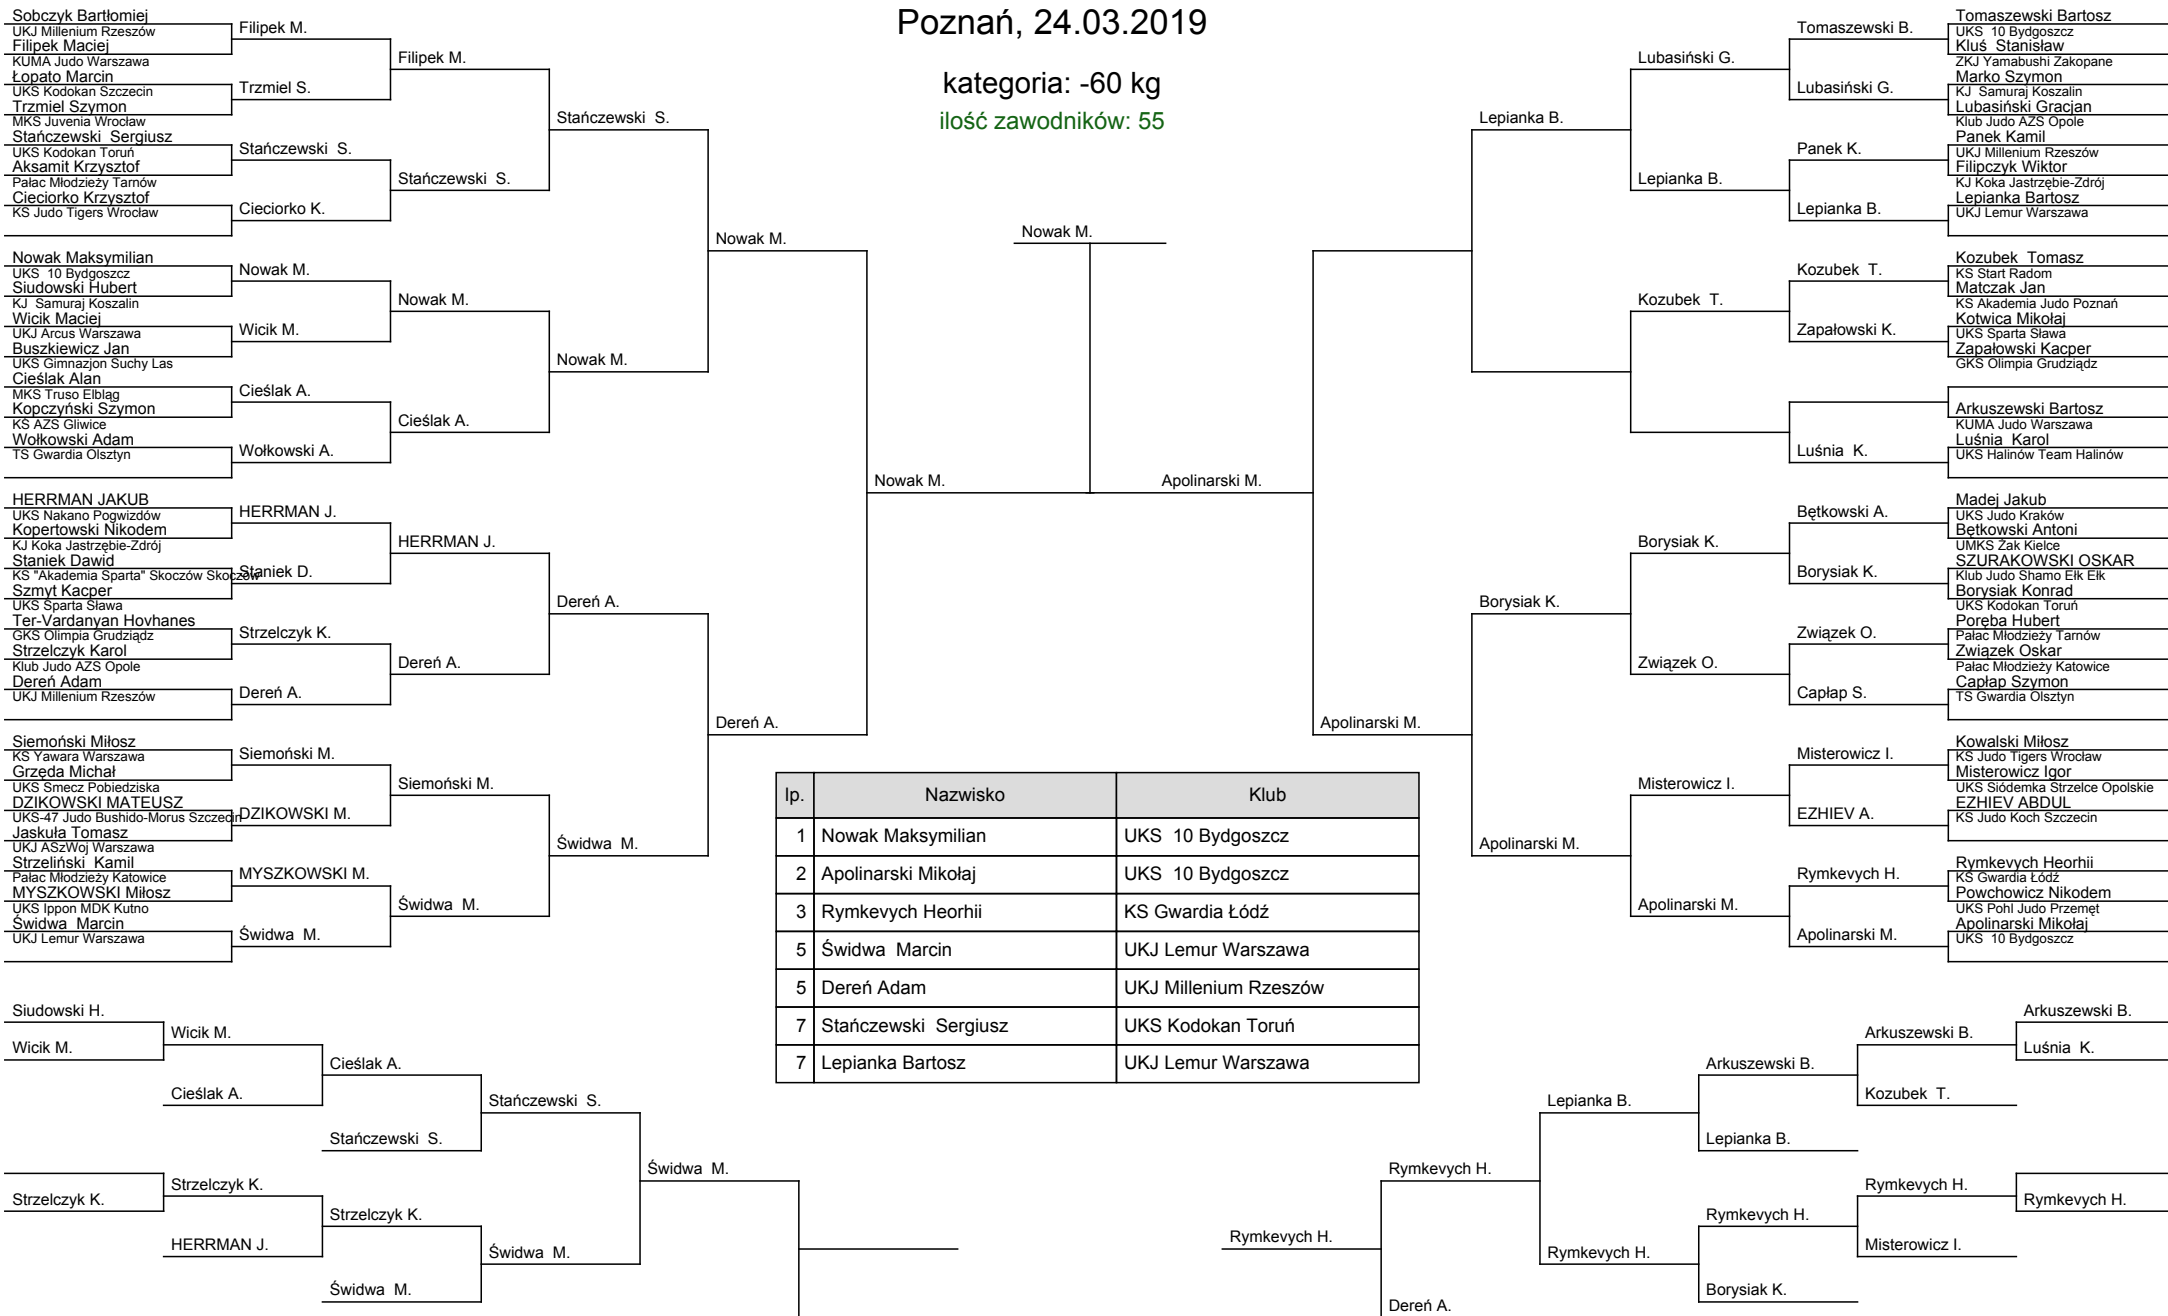 Poznań, 24.03.2019
kategoria: -60 kg
ilość zawodników: 55
Sobczyk Bartłomiej
UKJ Millenium Rzeszów
Filipek Maciej
KUMA Judo Warszawa
Łopato Marcin
UKS Kodokan Szczecin
Trzmiel Szymon
MKS Juvenia Wrocław
Stańczewski Sergiusz
UKS Kodokan Toruń
Aksamit Krzysztof
Pałac Młodzieży Tarnów
Cieciorko Krzysztof
KS Judo Tigers Wrocław
Nowak Maksymilian
UKS 10 Bydgoszcz
Siudowski Hubert
KJ Samuraj Koszalin
Wicik Maciej
UKJ Arcus Warszawa
Buszkiewicz Jan
UKS Gimnazjon Suchy Las
Cieślak Alan
MKS Truso Elbląg
Kopczyński Szymon
KS AZS Gliwice
Wołkowski Adam
TS Gwardia Olsztyn
HERRMAN JAKUB
UKS Nakano Pogwizdów
Kopertowski Nikodem
KJ Koka Jastrzębie-Zdrój
Staniek Dawid
KS "Akademia Sparta" Skoczów Skoczów
Szmyt Kacper
UKS Sparta Sława
Ter-Vardanyan Hovhanes
GKS Olimpia Grudziądz
Strzelczyk Karol
Klub Judo AZS Opole
Dereń Adam
UKJ Millenium Rzeszów
Siemoński Miłosz
KS Yawara Warszawa
Grzęda Michał
UKS Smecz Pobiedziska
DZIKOWSKI MATEUSZ
UKS-47 Judo Bushido-Morus Szczecin
Jaskuła Tomasz
UKJ ASzWoj Warszawa
Strzeliński Kamil
Pałac Młodzieży Katowice
MYSZKOWSKI Miłosz
UKS Ippon MDK Kutno
Świdwa Marcin
UKJ Lemur Warszawa
Filipek M.
Trzmiel S.
Stańczewski S.
Cieciorko K.
Nowak M.
Wicik M.
Cieślak A.
Wołkowski A.
HERRMAN J.
Staniek D.
Strzelczyk K.
Dereń A.
Siemoński M.
DZIKOWSKI M.
MYSZKOWSKI M.
Świdwa M.
Filipek M.
Stańczewski S.
Nowak M.
Cieślak A.
HERRMAN J.
Dereń A.
Siemoński M.
Świdwa M.
Stańczewski S.
Nowak M.
Dereń A.
Świdwa M.
Nowak M.
Dereń A.
Nowak M.
Nowak M.
Apolinarski M.
Lepianka B.
Borysiak K.
Apolinarski M.
Apolinarski M.
Lubasiński G.
Lepianka B.
Kozubek T.
Borysiak K.
Związek O.
Misterowicz I.
Apolinarski M.
Tomaszewski B.
Lubasiński G.
Panek K.
Lepianka B.
Kozubek T.
Zapałowski K.
Luśnia K.
Bętkowski A.
Borysiak K.
Związek O.
Capłap S.
Misterowicz I.
EZHIEV A.
Rymkevych H.
Apolinarski M.
Tomaszewski Bartosz
UKS 10 Bydgoszcz
Kluś Stanisław
ZKJ Yamabushi Zakopane
Marko Szymon
KJ Samuraj Koszalin
Lubasiński Gracjan
Klub Judo AZS Opole
Panek Kamil
UKJ Millenium Rzeszów
Filipczyk Wiktor
KJ Koka Jastrzębie-Zdrój
Lepianka Bartosz
UKJ Lemur Warszawa
Kozubek Tomasz
KS Start Radom
Matczak Jan
KS Akademia Judo Poznań
Kotwica Mikołaj
UKS Sparta Sława
Zapałowski Kacper
GKS Olimpia Grudziądz
Arkuszewski Bartosz
KUMA Judo Warszawa
Luśnia Karol
UKS Halinów Team Halinów
Madej Jakub
UKS Judo Kraków
Bętkowski Antoni
UMKS Żak Kielce
SZURAKOWSKI OSKAR
Klub Judo Shamo Ełk Ełk
Borysiak Konrad
UKS Kodokan Toruń
Poręba Hubert
Pałac Młodzieży Tarnów
Związek Oskar
Pałac Młodzieży Katowice
Capłap Szymon
TS Gwardia Olsztyn
Kowalski Miłosz
KS Judo Tigers Wrocław
Misterowicz Igor
UKS Siódemka Strzelce Opolskie
EZHIEV ABDUL
KS Judo Koch Szczecin
Rymkevych Heorhii
KS Gwardia Łódź
Powchowicz Nikodem
UKS Pohl Judo Przemęt
Apolinarski Mikołaj
UKS 10 Bydgoszcz
lp. Nazwisko Klub
1 Nowak Maksymilian UKS 10 Bydgoszcz
2 Apolinarski Mikołaj UKS 10 Bydgoszcz
3 Rymkevych Heorhii KS Gwardia Łódź
5 Świdwa Marcin UKJ Lemur Warszawa
5 Dereń Adam UKJ Millenium Rzeszów
7 Stańczewski Sergiusz UKS Kodokan Toruń
7 Lepianka Bartosz UKJ Lemur Warszawa
Siudowski H.
Wicik M.
Strzelczyk K.
Wicik M.
Cieślak A.
Strzelczyk K.
HERRMAN J.
Cieślak A.
Stańczewski S.
Strzelczyk K.
Świdwa M.
Stańczewski S.
Świdwa M.
Świdwa M.
Rymkevych H.
Rymkevych H.
Dereń A.
Lepianka B.
Rymkevych H.
Arkuszewski B.
Lepianka B.
Rymkevych H.
Borysiak K.
Arkuszewski B.
Kozubek T.
Rymkevych H.
Misterowicz I.
Arkuszewski B.
Luśnia K.
Rymkevych H.